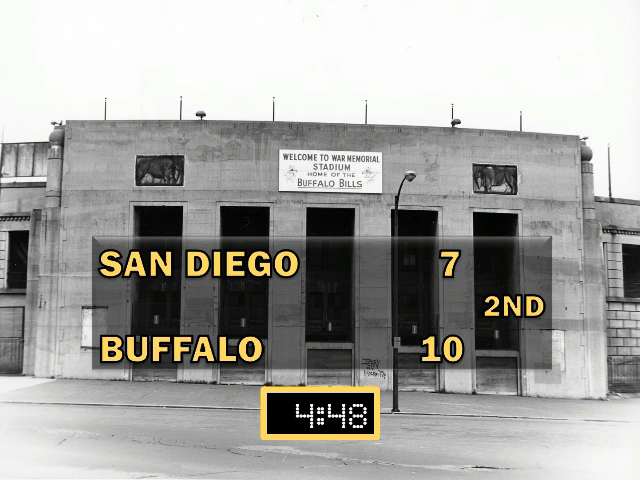 WELCOME TO WAR MEMORIAL
STADIUM
HOME OF THE
BUFFALO BILLS
SAN DIEGO 7
2ND
BUFFALO 10
4:48